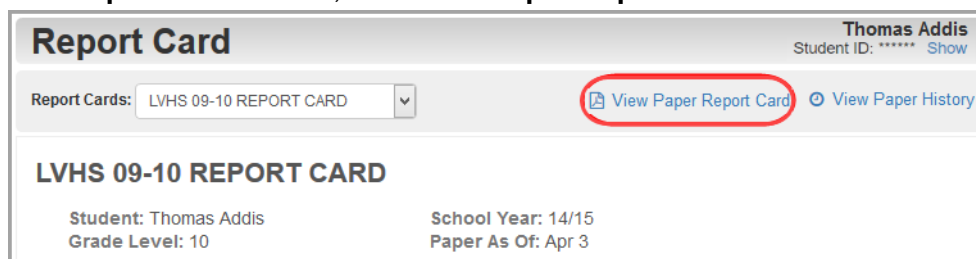 Report Card
Thomas Addis
Student ID: ****** Show
Report Cards: LVHS 09-10 REPORT CARD
View Paper Report Card View Paper History
LVHS 09-10 REPORT CARD
Student: Thomas Addis School Year: 14/15
Grade Level: 10 Paper As Of: Apr 3